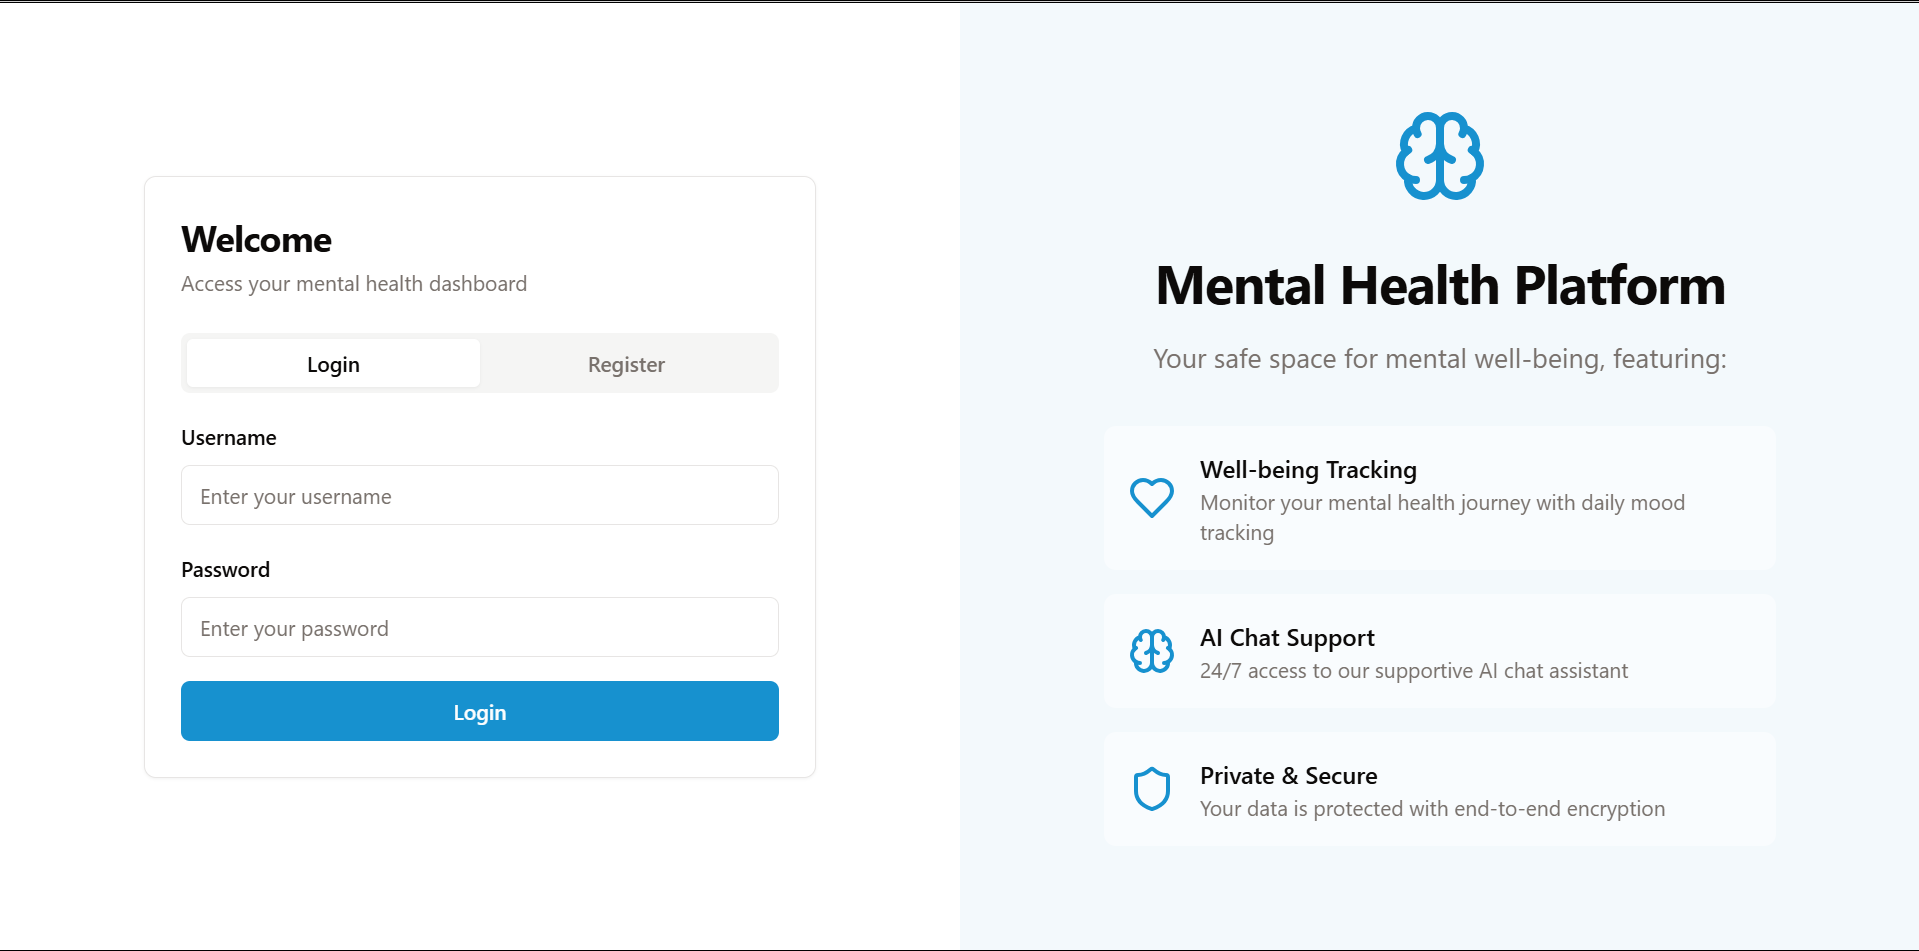 Welcome
Access your mental health dashboard
Login
Register
Username
Enter your username
Password
Enter your password
Login
Mental Health Platform
Your safe space for mental well-being, featuring:
Well-being Tracking
Monitor your mental health journey with daily mood
tracking
AI Chat Support
24/7 access to our supportive AI chat assistant
Private & Secure
Your data is protected with end-to-end encryption